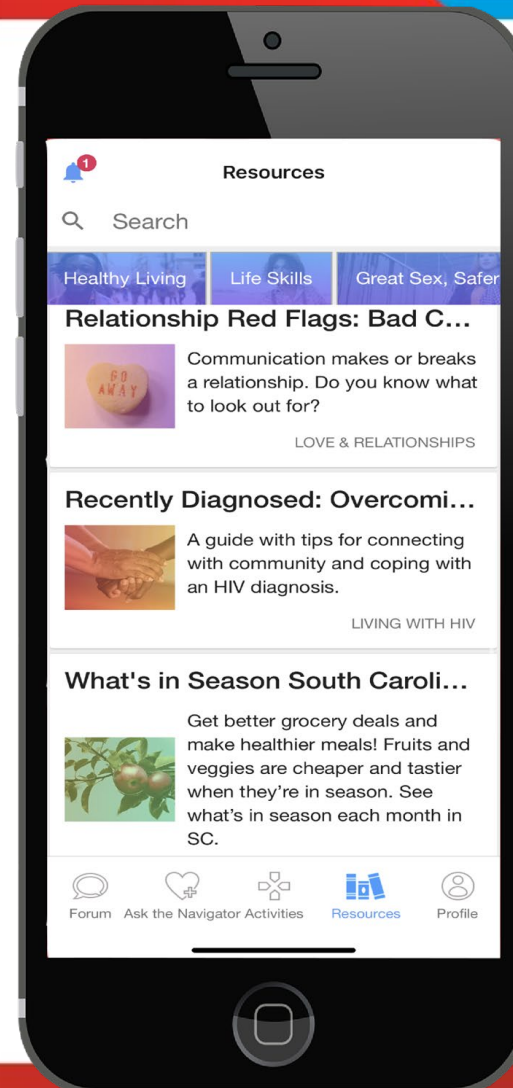 1
Resources
Search
Healthy Living
Life Skills
Great Sex, Safer
Relationship Red Flags: Bad C...
GO
AWAY
Communication makes or breaks
a relationship. Do you know what
to look out for?
LOVE & RELATIONSHIPS
Recently Diagnosed: Overcomi...
A guide with tips for connecting
with community and coping with
an HIV diagnosis.
LIVING WITH HIV
What's in Season South Caroli...
Get better grocery deals and
make healthier meals! Fruits and
veggies are cheaper and tastier
when they’re in season. See
what’s in season each month in
SC.
Forum
Ask the Navigator
Activities
Resources
Profile